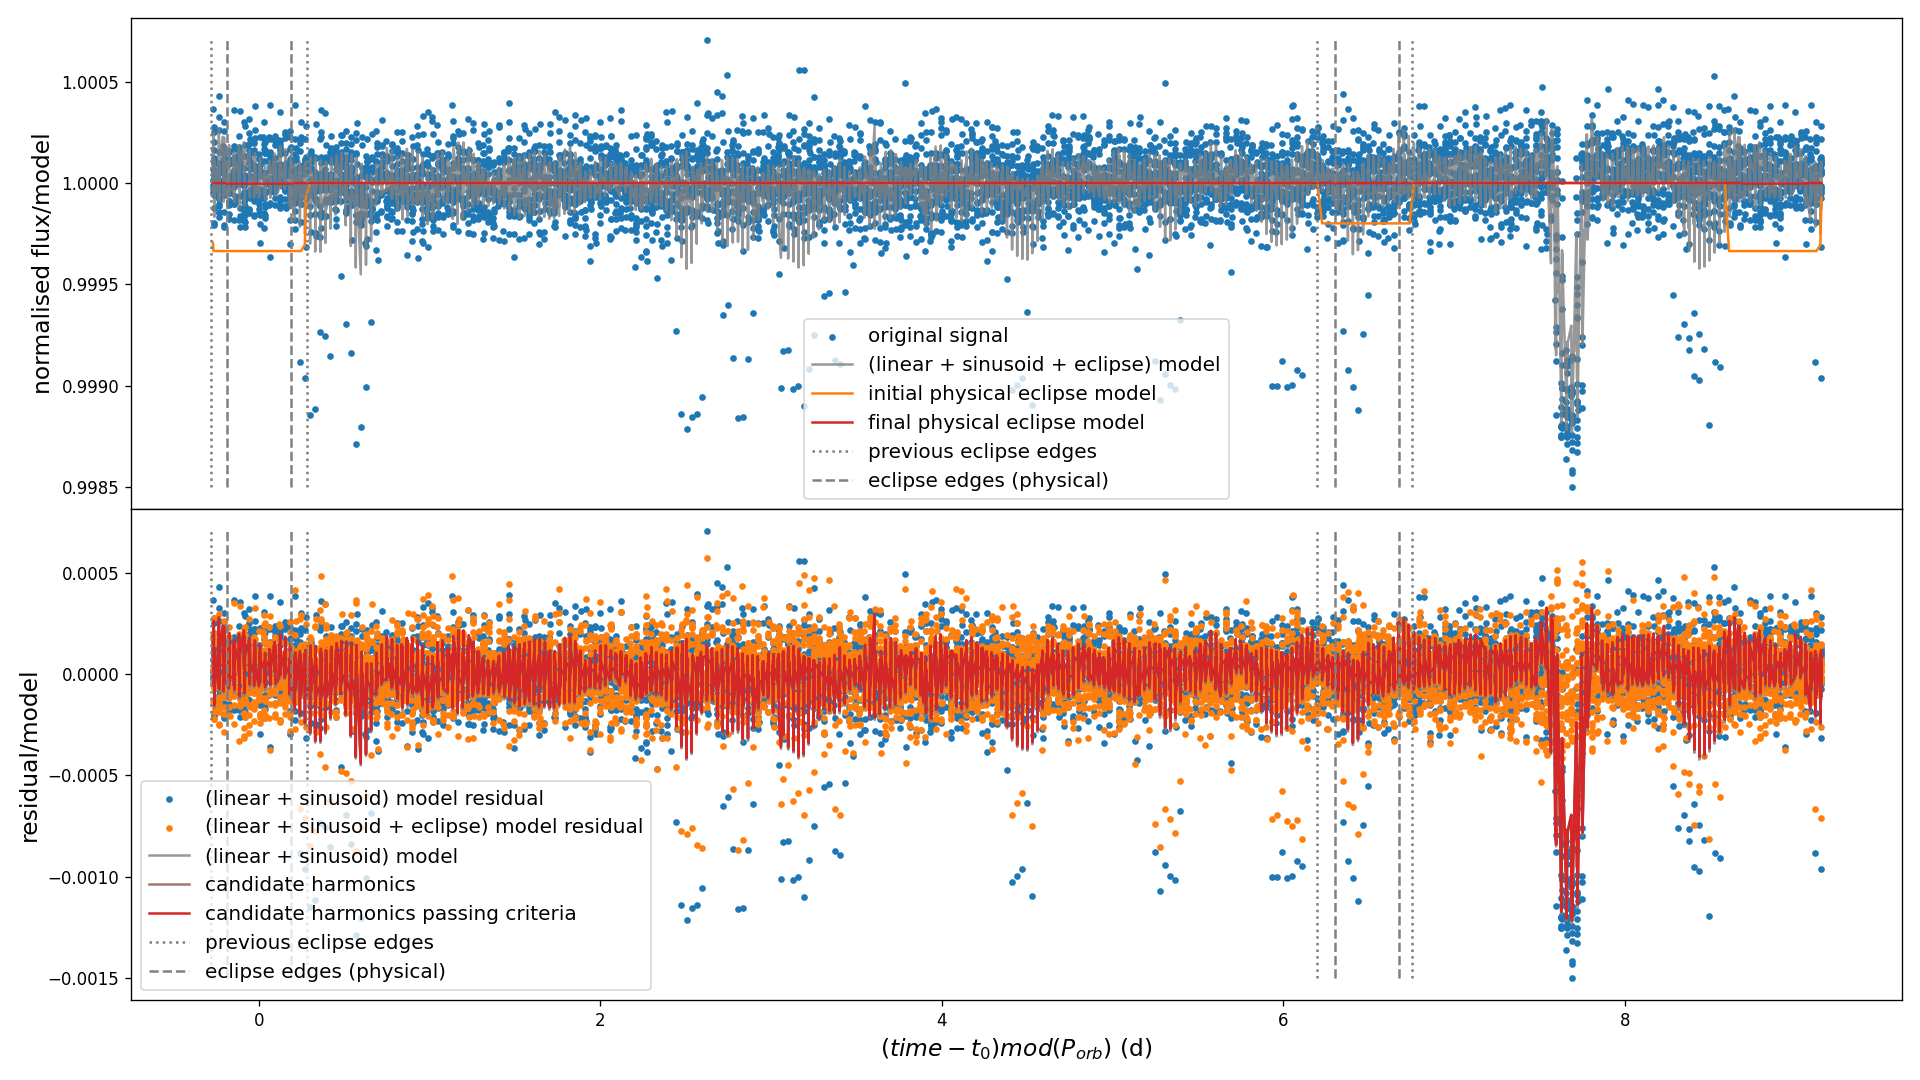 normalised flux/model
1.0005
1.0000
0.9995
0.9990
0.9985
original signal
(linear + sinusoid + eclipse) model
initial physical eclipse model
final physical eclipse model
previous eclipse edges
eclipse edges (physical)
residual/model
0.0005
0.0000
−0.0005
−0.0010
−0.0015
(linear + sinusoid) model residual
(linear + sinusoid + eclipse) model residual
(linear + sinusoid) model
candidate harmonics
candidate harmonics passing criteria
previous eclipse edges
eclipse edges (physical)
0 2 4 6 8
(time − t₀)mod(P_orb) (d)